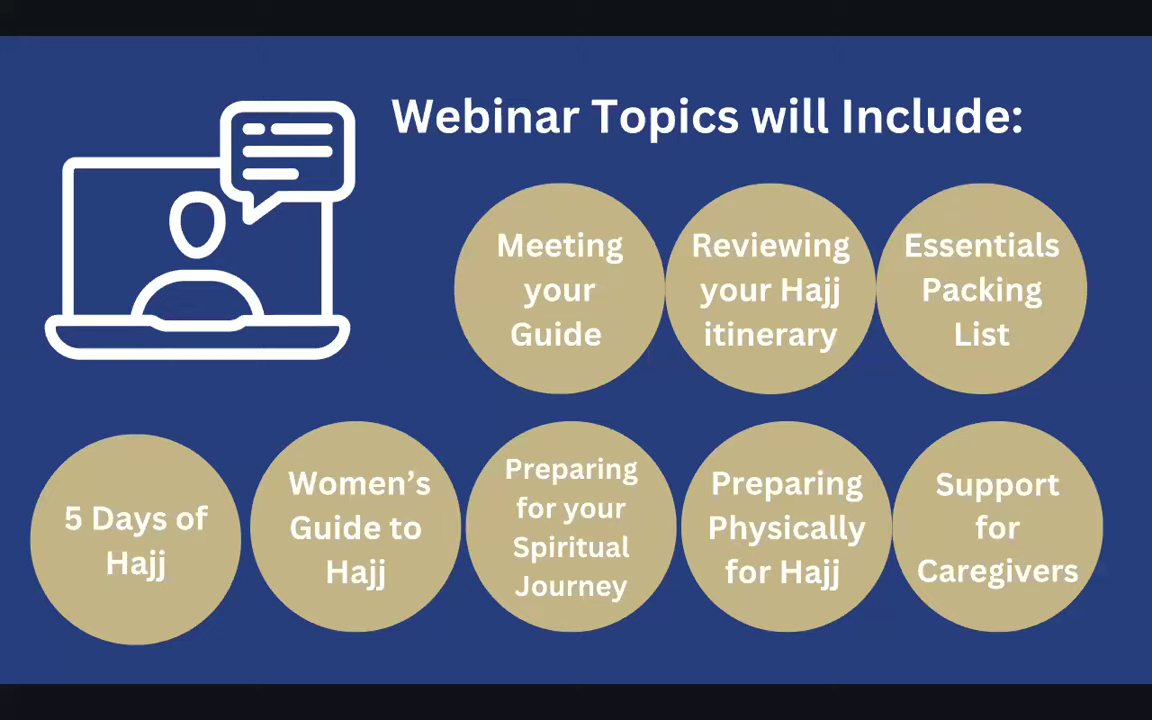 Webinar Topics will Include:
Meeting
your
Guide
Reviewing
your Hajj
itinerary
Essentials
Packing
List
5 Days of
Hajj
Women’s
Guide to
Hajj
Preparing
for your
Spiritual
Journey
Preparing
Physically
for Hajj
Support
for
Caregivers